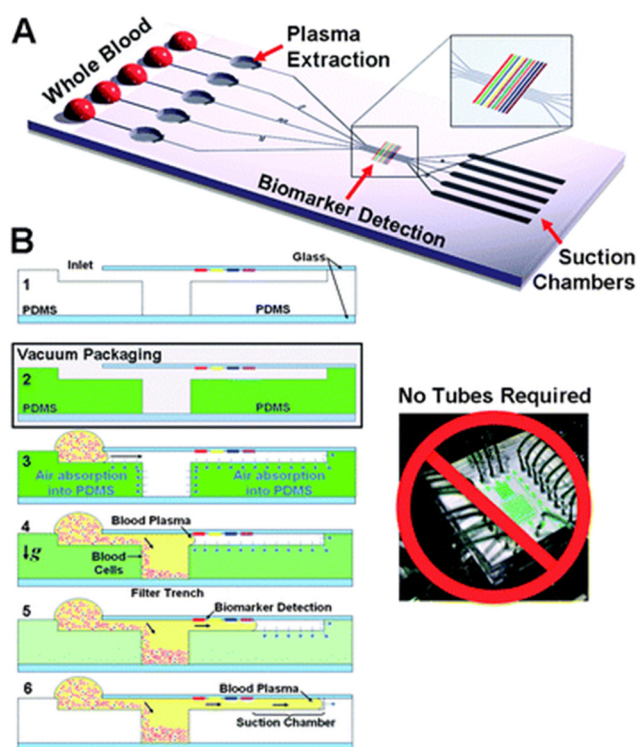 A
Whole Blood
Plasma
Extraction
Biomarker Detection
Suction
Chambers
B
Inlet
Glass
1
PDMS
PDMS
Vacuum Packaging
2
PDMS
PDMS
3
Air absorption
into PDMS
Air absorption
into PDMS
4
Blood Plasma
g
Blood
Cells
Filter Trench
5
Biomarker Detection
6
Blood Plasma
Suction Chamber
No Tubes Required